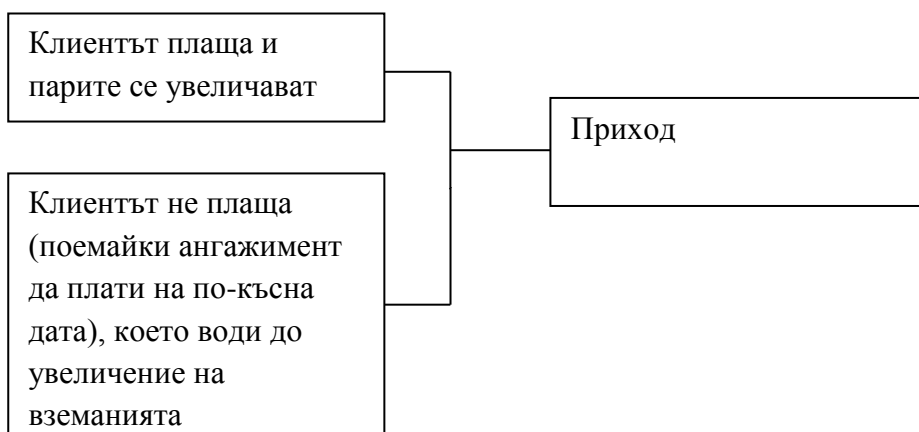 Клиентът плаща и
парите се увеличават
Приход
Клиентът не плаща
(поемайки ангажимент
да плати на по-късна
дата), което води до
увеличение на
вземанията